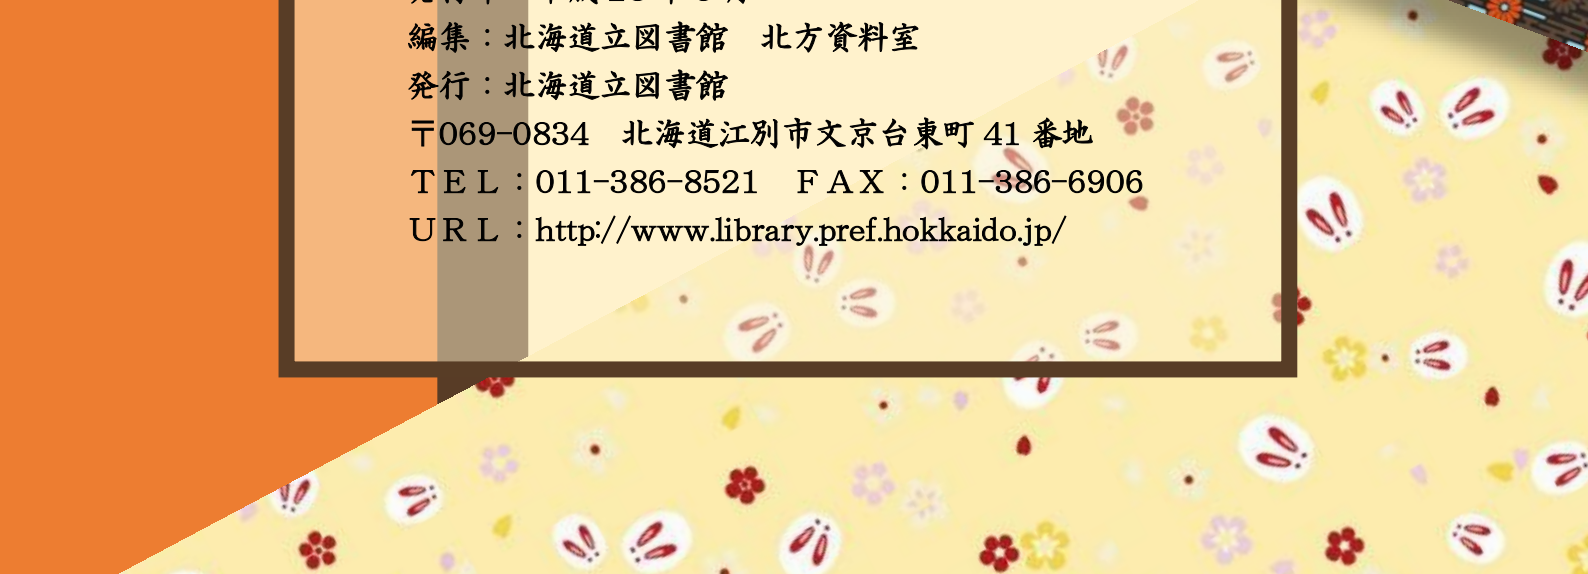 編集：北海道立図書館　北方資料室
発行：北海道立図書館
〒069-0834　北海道江別市文京台東町 41 番地
ＴＥＬ：011-386-8521　ＦＡＸ：011-386-6906
ＵＲＬ：http://www.library.pref.hokkaido.jp/